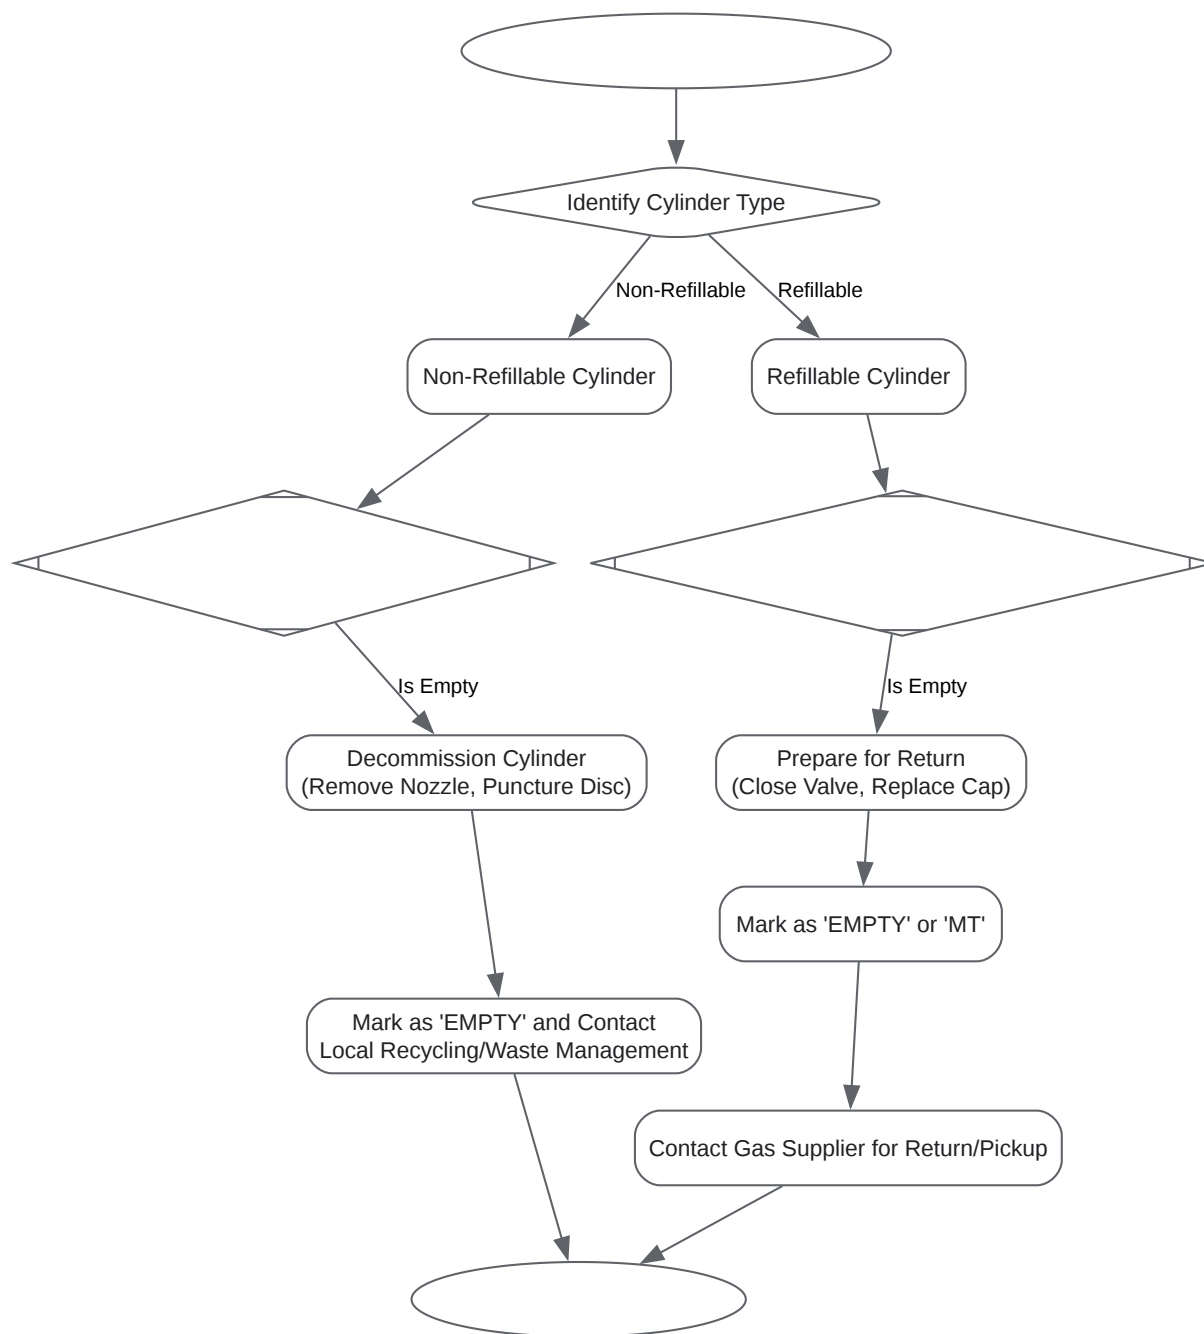 Identify Cylinder Type
Non-Refillable
Refillable
Non-Refillable Cylinder
Refillable Cylinder
Is Empty
Is Empty
Decommission Cylinder
(Remove Nozzle, Puncture Disc)
Prepare for Return
(Close Valve, Replace Cap)
Mark as 'EMPTY' or 'MT'
Mark as 'EMPTY' and Contact
Local Recycling/Waste Management
Contact Gas Supplier for Return/Pickup